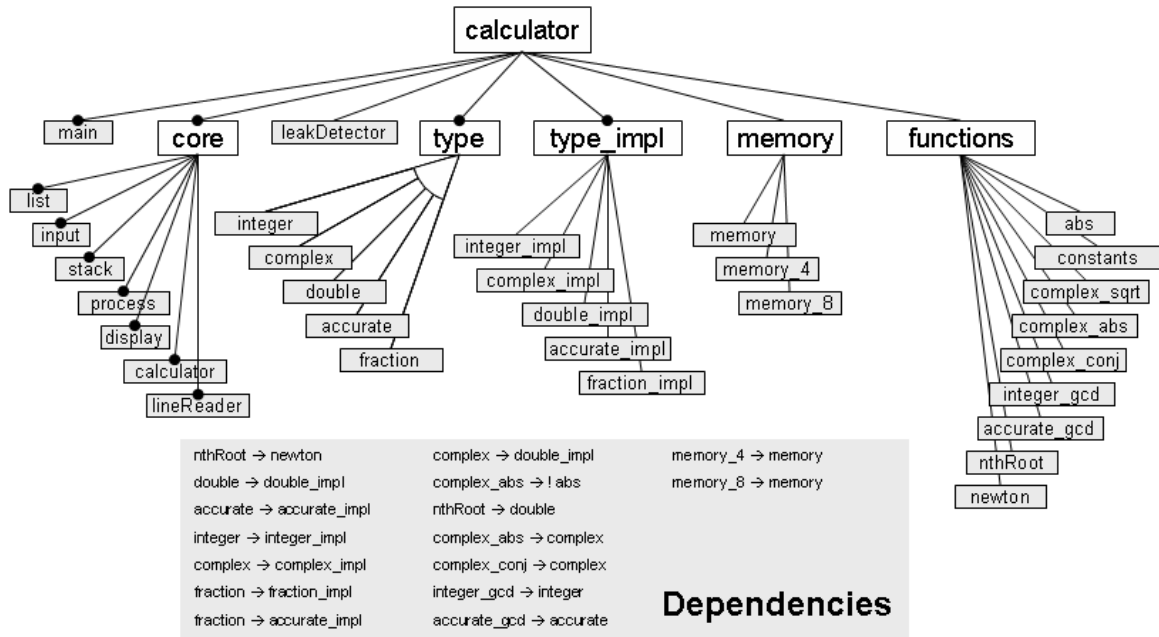 calculator
main
core
leakDetector
type
type_impl
memory
functions
list
input
stack
process
display
calculator
lineReader
integer
complex
double
accurate
fraction
integer_impl
complex_impl
double_impl
accurate_impl
fraction_impl
memory
memory_4
memory_8
abs
constants
complex_sqrt
complex_abs
complex_conj
integer_gcd
accurate_gcd
nthRoot
newton
nthRoot → newton
double → double_impl
accurate → accurate_impl
integer → integer_impl
complex → complex_impl
fraction → fraction_impl
fraction → accurate_impl
complex → double_impl
complex_abs → ! abs
nthRoot → double
complex_abs → complex
complex_conj → complex
integer_gcd → integer
accurate_gcd → accurate
memory_4 → memory
memory_8 → memory
Dependencies